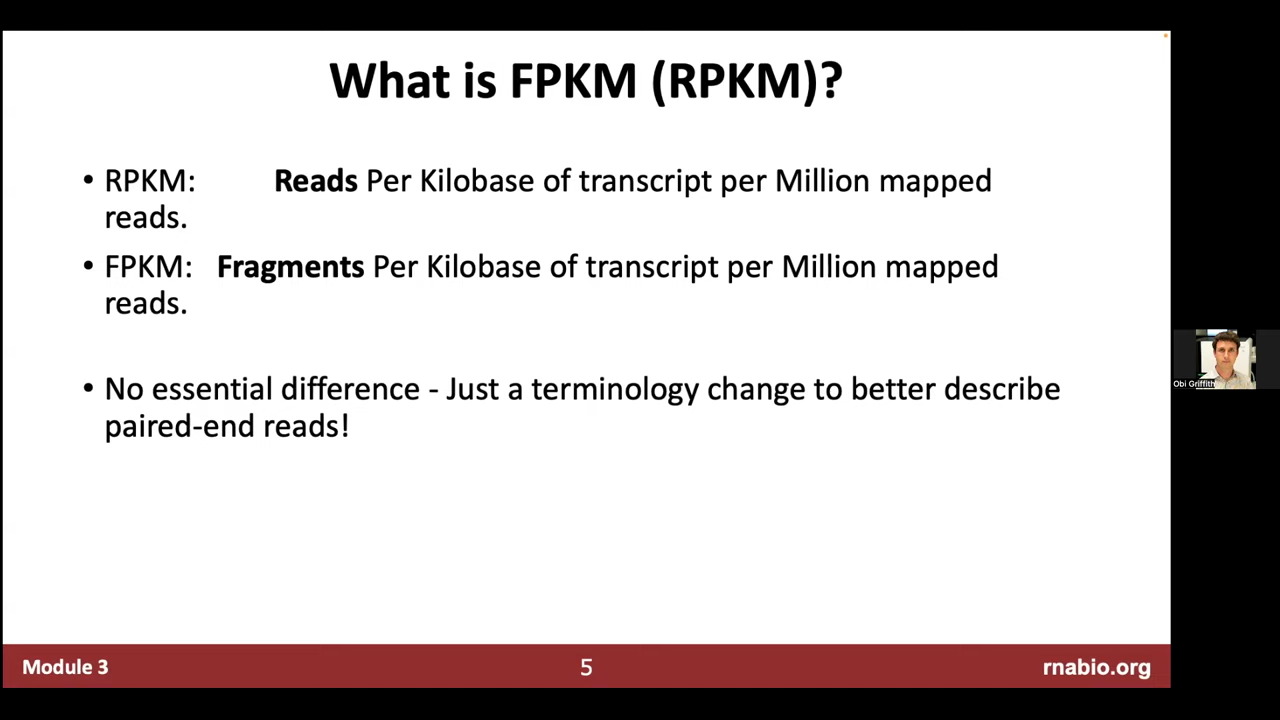 What is FPKM (RPKM)?
• RPKM: Reads Per Kilobase of transcript per Million mapped
reads.
• FPKM: Fragments Per Kilobase of transcript per Million mapped
reads.
• No essential difference - Just a terminology change to better describe
paired-end reads!
Obi Griffith
Module 3
5
rnabio.org